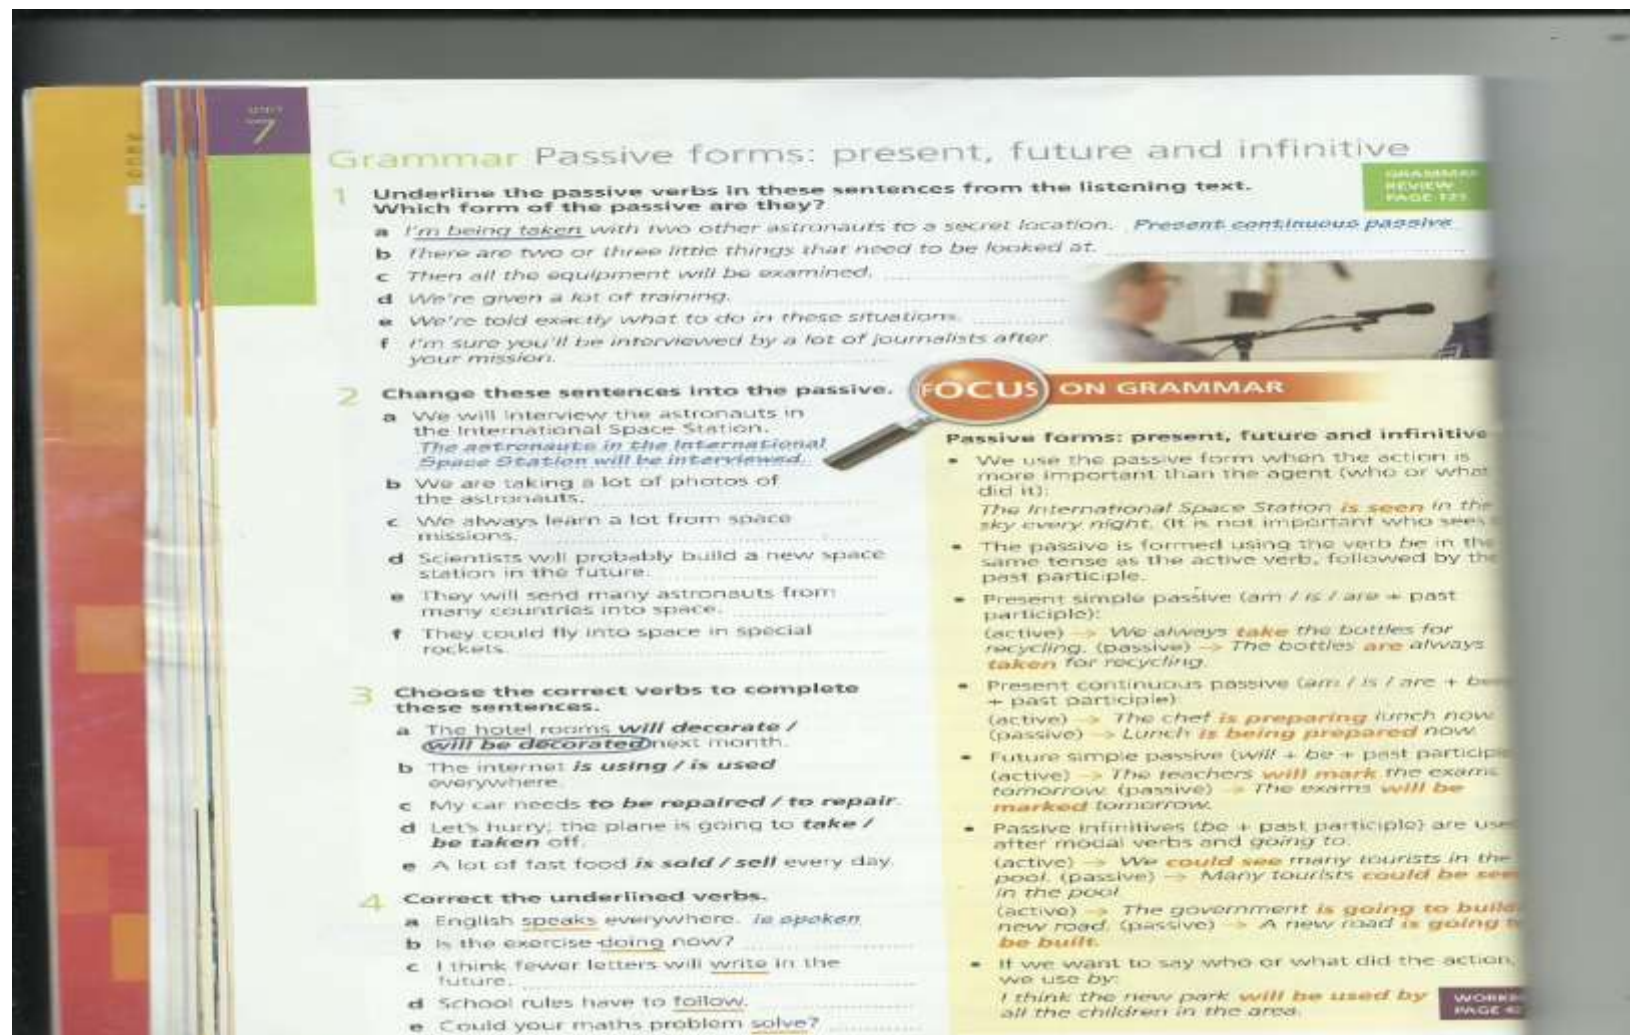 UNIT
7
Grammar Passive forms: present, future and infinitive
GRAMMAR
REVIEW
PAGE 121
1 Underline the passive verbs in these sentences from the listening text.
Which form of the passive are they?
a I'm being taken with two other astronauts to a secret location. Present continuous passive
b There are two or three little things that need to be looked at.
c Then all the equipment will be examined.
d We're given a lot of training.
e We're told exactly what to do in these situations.
f I'm sure you'll be interviewed by a lot of journalists after
your mission.
2 Change these sentences into the passive.
a We will interview the astronauts in
the International Space Station.
The astronauts in the International
Space Station will be interviewed.
b We are taking a lot of photos of
the astronauts.
c We always learn a lot from space
missions.
d Scientists will probably build a new space
station in the future.
e They will send many astronauts from
many countries into space.
f They could fly into space in special
rockets.
3 Choose the correct verbs to complete
these sentences.
a The hotel rooms will decorate /
will be decorated next month.
b The internet is using / is used
everywhere.
c My car needs to be repaired / to repair.
d Let's hurry; the plane is going to take /
be taken off.
e A lot of fast food is sold / sell every day.
4 Correct the underlined verbs.
a English speaks everywhere. is spoken
b Is the exercise doing now?
c I think fewer letters will write in the
future.
d School rules have to follow.
e Could your maths problem solve?
FOCUS ON GRAMMAR
Passive forms: present, future and infinitive
• We use the passive form when the action is
more important than the agent (who or what
did it):
The International Space Station is seen in the
sky every night. (It is not important who sees
• The passive is formed using the verb be in the
same tense as the active verb, followed by the
past participle.
• Present simple passive (am / is / are + past
participle):
(active) → We always take the bottles for
recycling. (passive) → The bottles are always
taken for recycling.
• Present continuous passive (am / is / are + be
+ past participle):
(active) → The chef is preparing lunch now.
(passive) → Lunch is being prepared now.
• Future simple passive (will + be + past participle
(active) → The teachers will mark the exams
tomorrow. (passive) → The exams will be
marked tomorrow.
• Passive infinitives (be + past participle) are use
after modal verbs and going to:
(active) → We could see many tourists in the
pool. (passive) → Many tourists could be see
in the pool.
(active) → The government is going to build
new road. (passive) → A new road is going t
be built.
• If we want to say who or what did the action,
we use by:
I think the new park will be used by
all the children in the area.
WORKB
PAGE 42